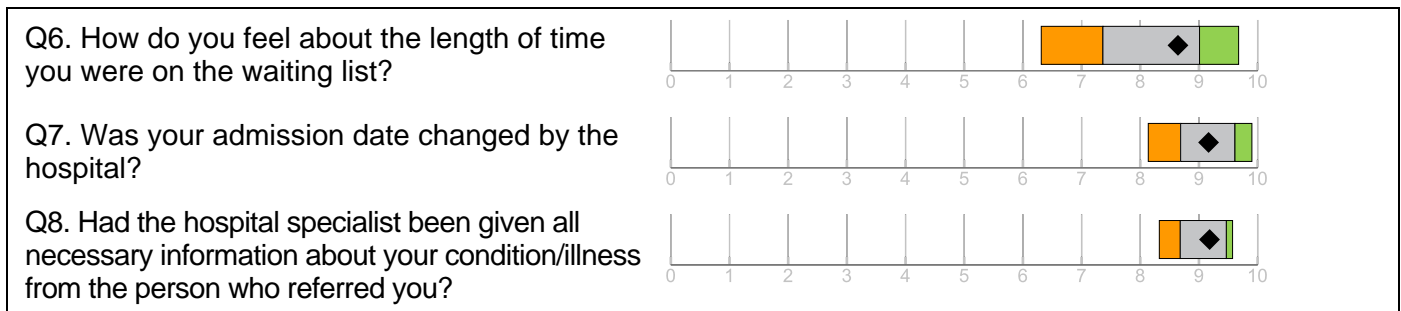 Q6. How do you feel about the length of time
you were on the waiting list?
0 1 2 3 4 5 6 7 8 9 10
Q7. Was your admission date changed by the
hospital?
0 1 2 3 4 5 6 7 8 9 10
Q8. Had the hospital specialist been given all
necessary information about your condition/illness
from the person who referred you?
0 1 2 3 4 5 6 7 8 9 10